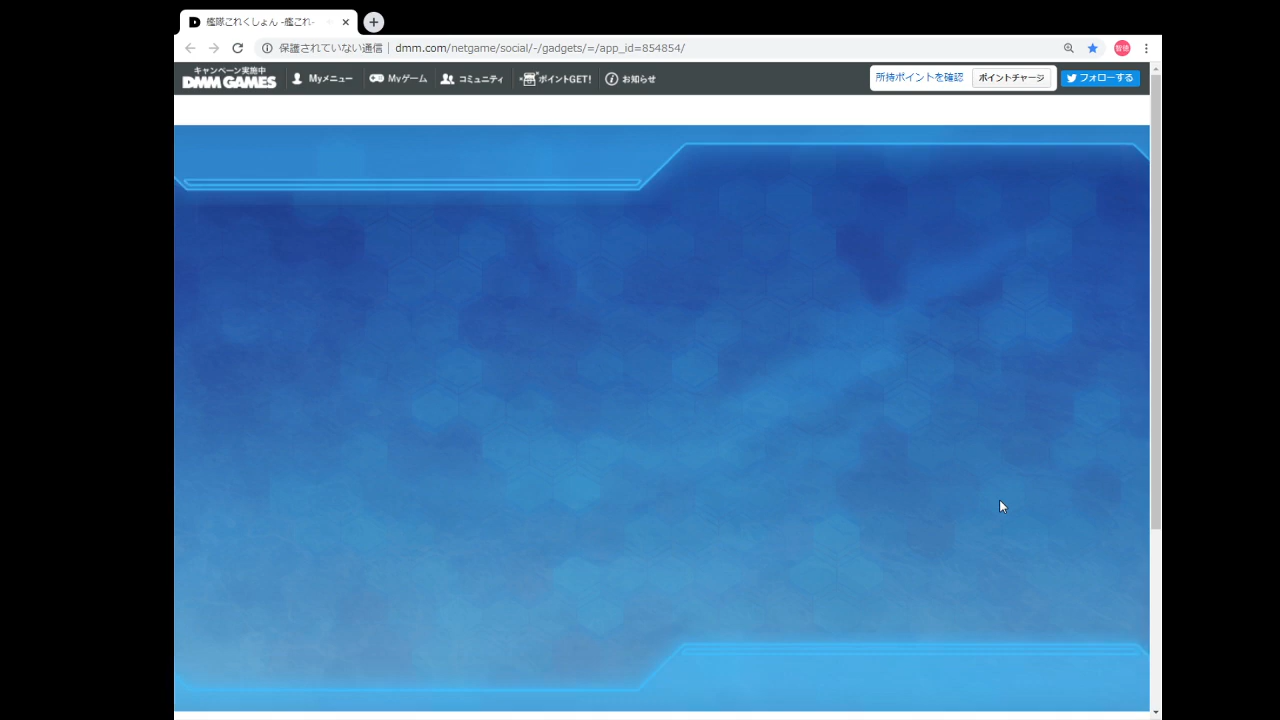 艦隊これくしょん -艦これ-
保護されていない通信 | dmm.com/netgame/social/-/gadgets/=/app_id=854854/
キャンペーン実施中
DMM GAMES
Myメニュー
Myゲーム
コミュニティ
ポイントGET!
お知らせ
所持ポイントを確認
ポイントチャージ
フォローする